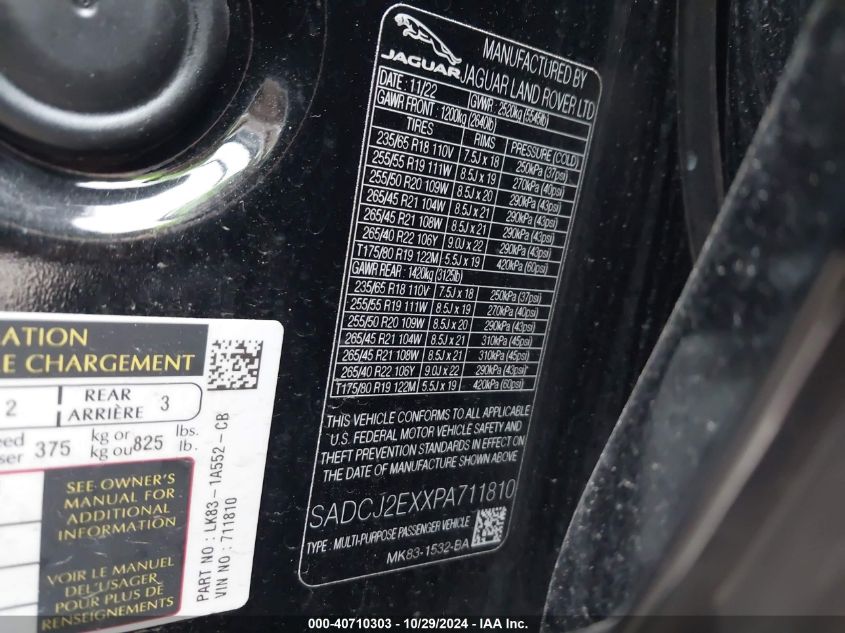 JAGUAR
MANUFACTURED BY
JAGUAR LAND ROVER LTD
DATE : 11/22 GWR: 2520kg (5545lb)
GAWR FRONT : 1200kg (2640lb)
TIRES RIMS PRESSURE (COLD)
235/65 R18 110V 7.5J x 18 250kPa (37psi)
255/55 R19 111W 8.5J x 19 270kPa (40psi)
255/50 R20 109W 8.5J x 20 290kPa (43psi)
265/45 R21 104W 8.5J x 21 290kPa (43psi)
265/45 R21 108W 8.5J x 21 290kPa (43psi)
265/40 R22 106Y 9.0J x 22 290kPa (43psi)
T175/80 R19 122M 5.5J x 19 420kPa (60psi)
GAWR REAR : 1420kg (3125lb)
235/65 R18 110V 7.5J x 18 250kPa (37psi)
255/55 R19 111W 8.5J x 19 270kPa (40psi)
255/50 R20 109W 8.5J x 20 290kPa (43psi)
265/45 R21 104W 8.5J x 21 310kPa (45psi)
265/45 R21 108W 8.5J x 21 310kPa (45psi)
265/40 R22 106Y 9.0J x 22 290kPa (43psi)
T175/80 R19 122M 5.5J x 19 420kPa (60psi)
THIS VEHICLE CONFORMS TO ALL APPLICABLE
U.S. FEDERAL MOTOR VEHICLE SAFETY AND
THEFT PREVENTION STANDARDS IN EFFECT ON
THE DATE OF MANUFACTURE SHOWN ABOVE
SADCJ2EXXPA711810
TYPE : MULTI-PURPOSE PASSENGER VEHICLE
MK83-1532-BA
CHARGEMENT
2 REAR
ARRIÈRE 3
375 kg or
kg ou 825 lbs.
lb.
SEE OWNER'S
MANUAL FOR
ADDITIONAL
INFORMATION
VOIR LE MANUEL
DE L'USAGER
POUR PLUS DE
RENSEIGNEMENTS
PART NO : LK83-1A552-CB
VIN NO : 711810
000-40710303 / 10/29/2024 - IAA Inc.